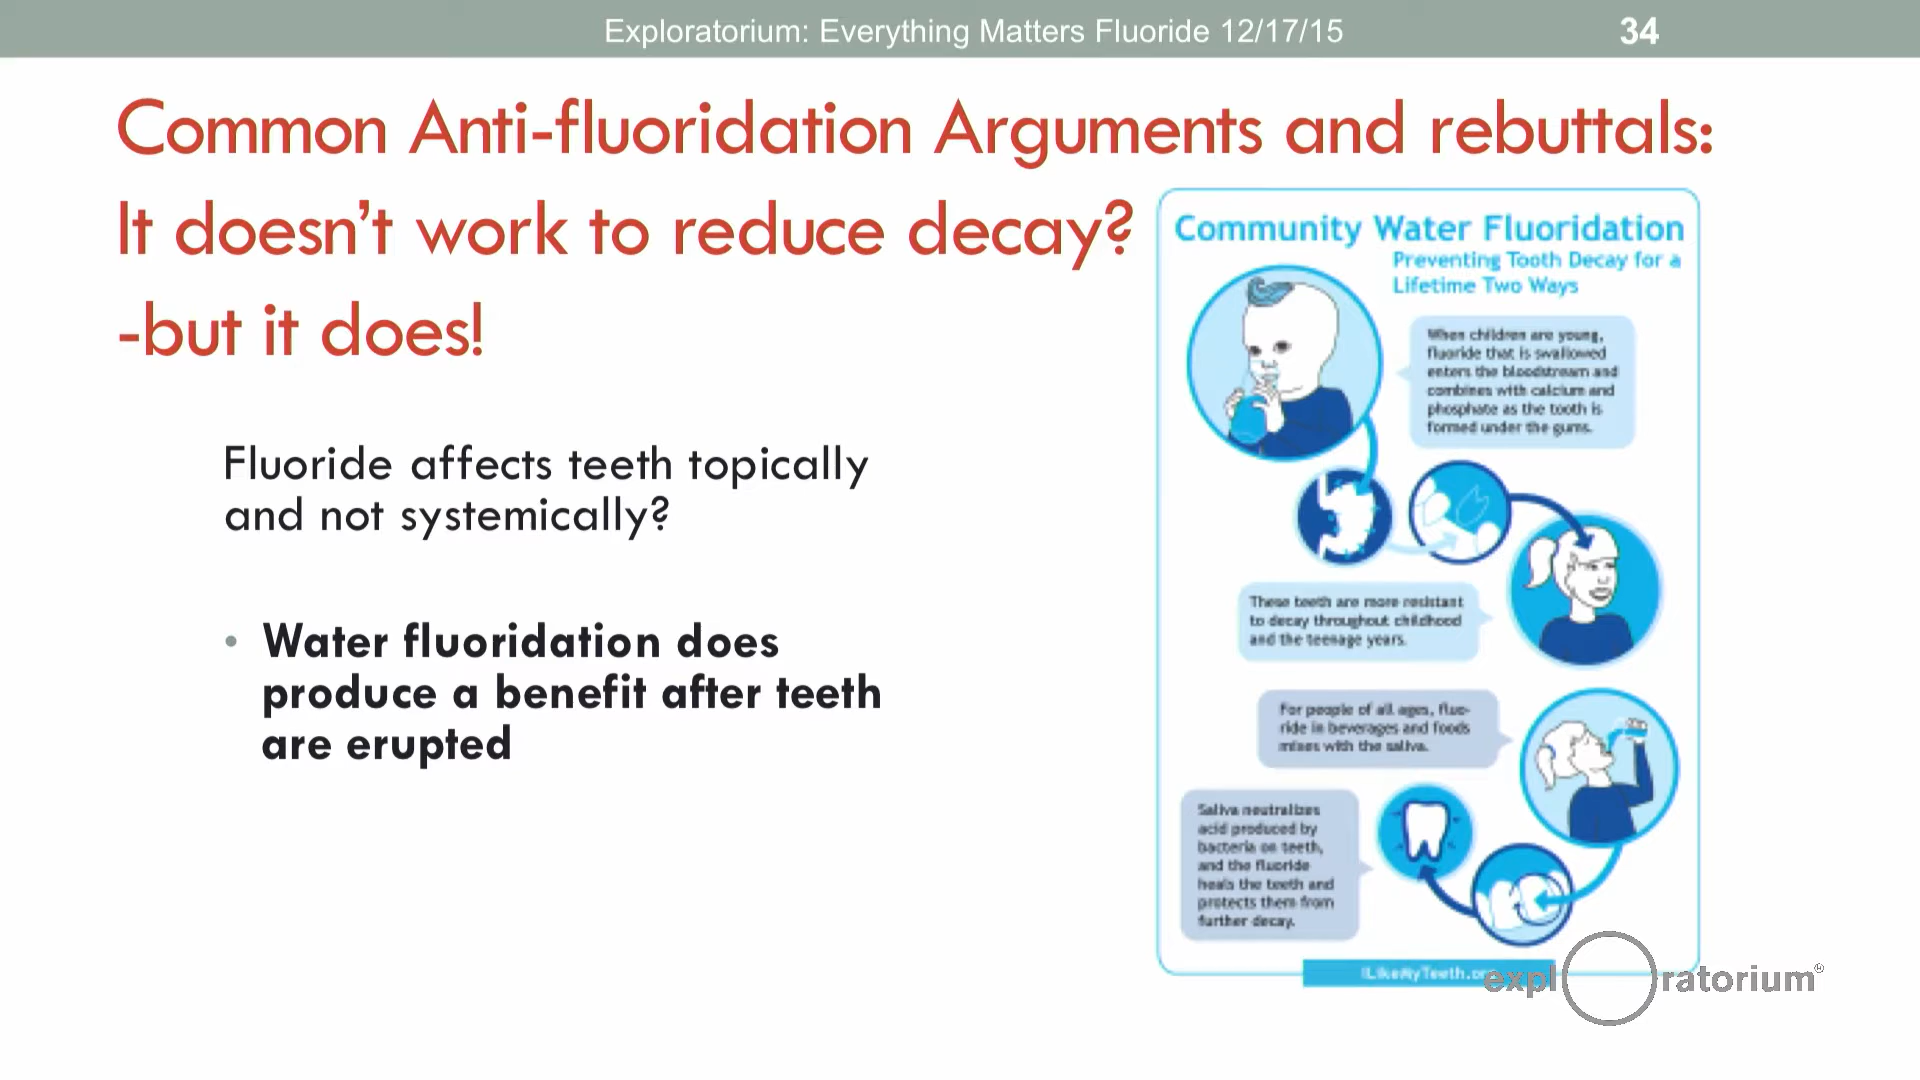 Exploratorium: Everything Matters Fluoride 12/17/15
34
Common Anti-fluoridation Arguments and rebuttals:
It doesn't work to reduce decay?
-but it does!
Fluoride affects teeth topically
and not systemically?
• Water fluoridation does
produce a benefit after teeth
are erupted
Community Water Fluoridation
Preventing Tooth Decay for a
Lifetime Two Ways
When children are young,
fluoride that is swallowed
enters the bloodstream and
combines with calcium and
phosphate as the tooth is
formed under the gums.
These teeth are more resistant
to decay throughout childhood
and the teenage years.
For people of all ages, fluo-
ride in beverages and foods
mixes with the saliva.
Saliva neutralizes
acid produced by
bacteria on teeth,
and the fluoride
heals the teeth and
protects them from
further decay.
iLikeMyTeeth.or
exploratorium®